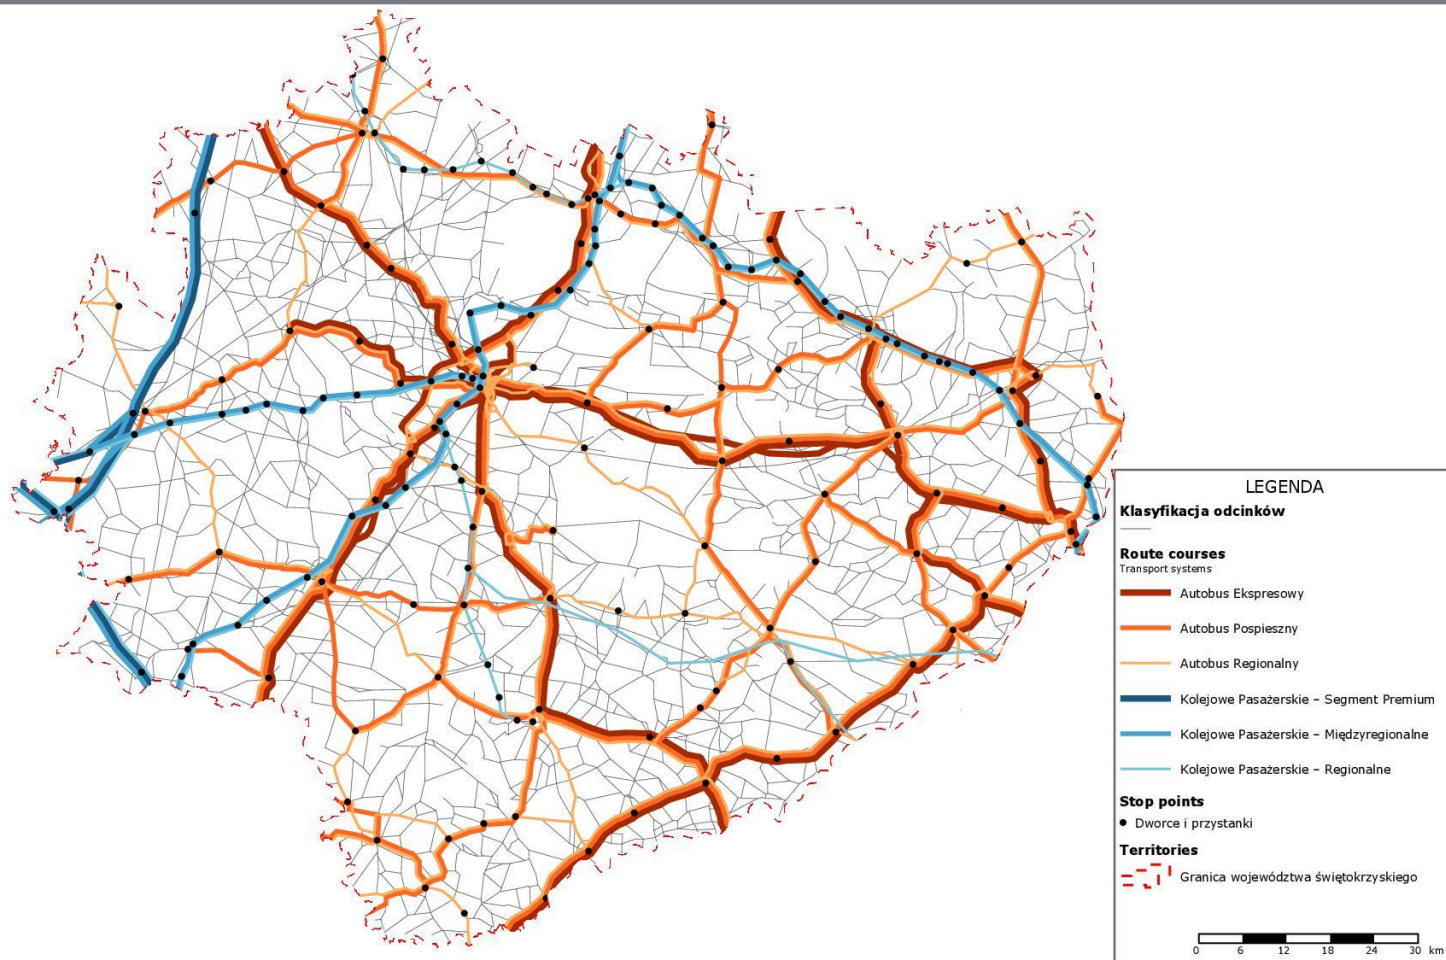 LEGENDA
Klasyfikacja odcinków
Route courses
Transport systems
Autobus Ekspresowy
Autobus Pospieszny
Autobus Regionalny
Kolejowe Pasażerskie – Segment Premium
Kolejowe Pasażerskie – Międzyregionalne
Kolejowe Pasażerskie – Regionalne
Stop points
Dworce i przystanki
Territories
Granica województwa świętokrzyskiego
0 6 12 18 24 30 km